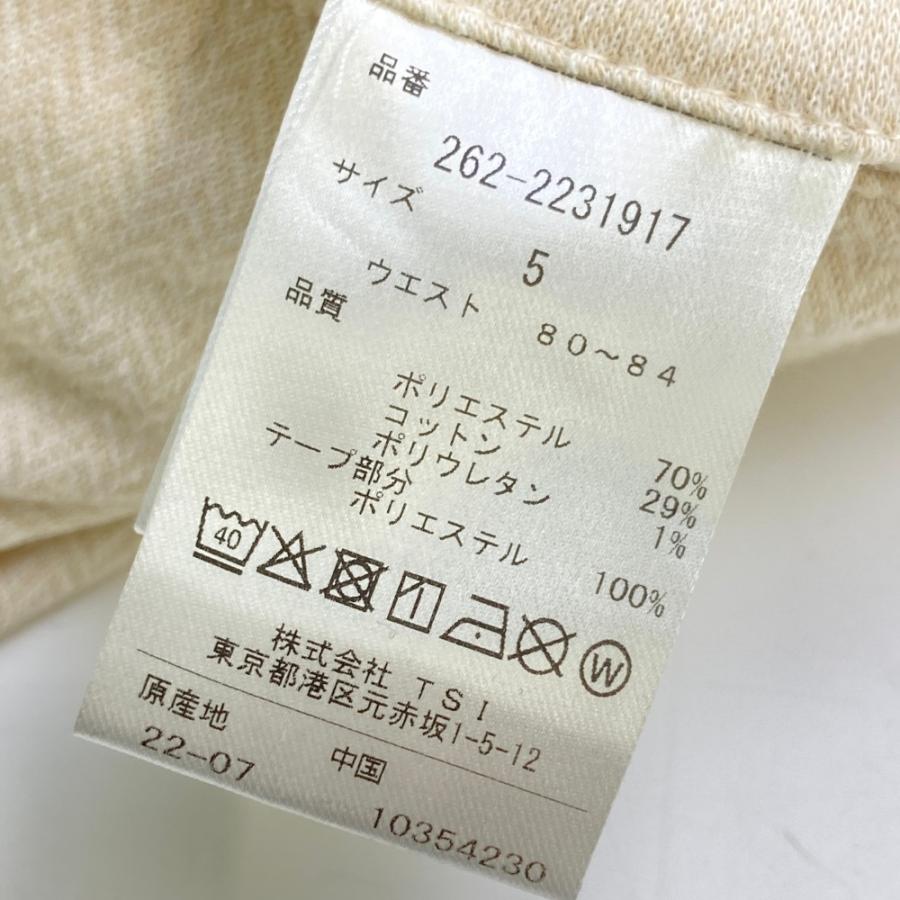 品番
262-2231917
サイズ
5
ウエスト 80~84
品質
ポリエステル 70%
コットン 29%
ポリウレタン 1%
テープ部分
ポリエステル 100%
40
W
株式会社 TSI
東京都港区元赤坂1-5-12
原産地 中国
22-07 10354230